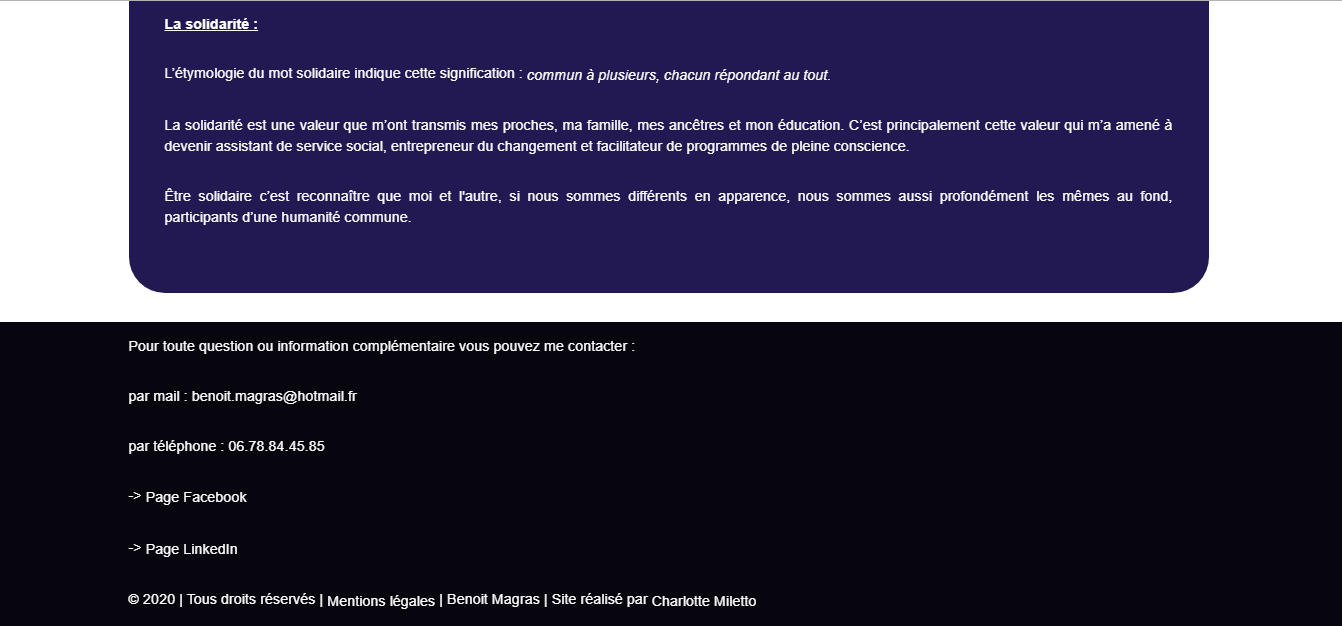 La solidarité :
L’étymologie du mot solidaire indique cette signification : commun à plusieurs, chacun répondant au tout.
La solidarité est une valeur que m’ont transmis mes proches, ma famille, mes ancêtres et mon éducation. C’est principalement cette valeur qui m’a amené à
devenir assistant de service social, entrepreneur du changement et facilitateur de programmes de pleine conscience.
Être solidaire c’est reconnaître que moi et l'autre, si nous sommes différents en apparence, nous sommes aussi profondément les mêmes au fond,
participants d’une humanité commune.
Pour toute question ou information complémentaire vous pouvez me contacter :
par mail : benoit.magras@hotmail.fr
par téléphone : 06.78.84.45.85
-> Page Facebook
-> Page LinkedIn
© 2020 | Tous droits réservés | Mentions légales | Benoit Magras | Site réalisé par Charlotte Miletto